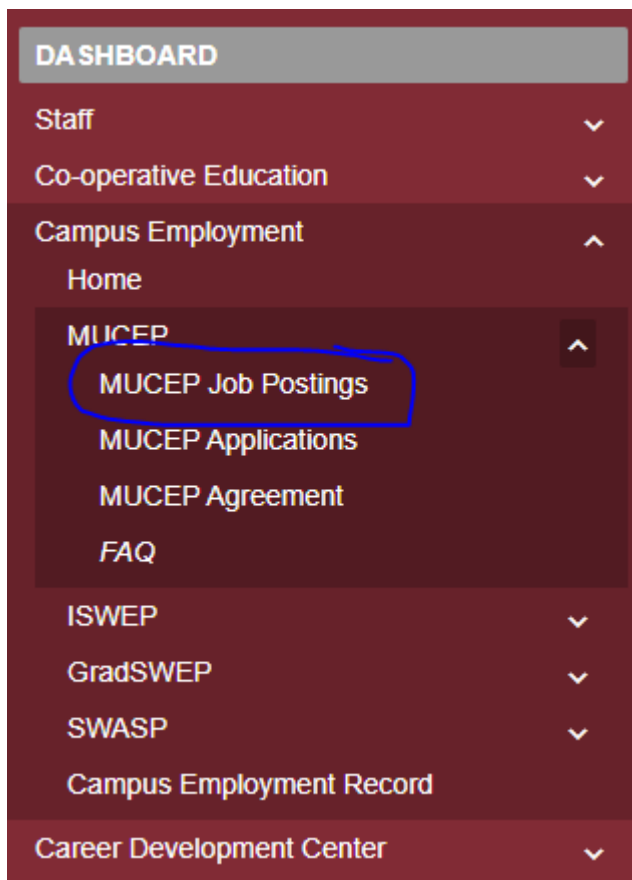 DASHBOARD
Staff
Co-operative Education
Campus Employment
Home
MUCEP
MUCEP Job Postings
MUCEP Applications
MUCEP Agreement
FAQ
ISWEP
GradSWEP
SWASP
Campus Employment Record
Career Development Center